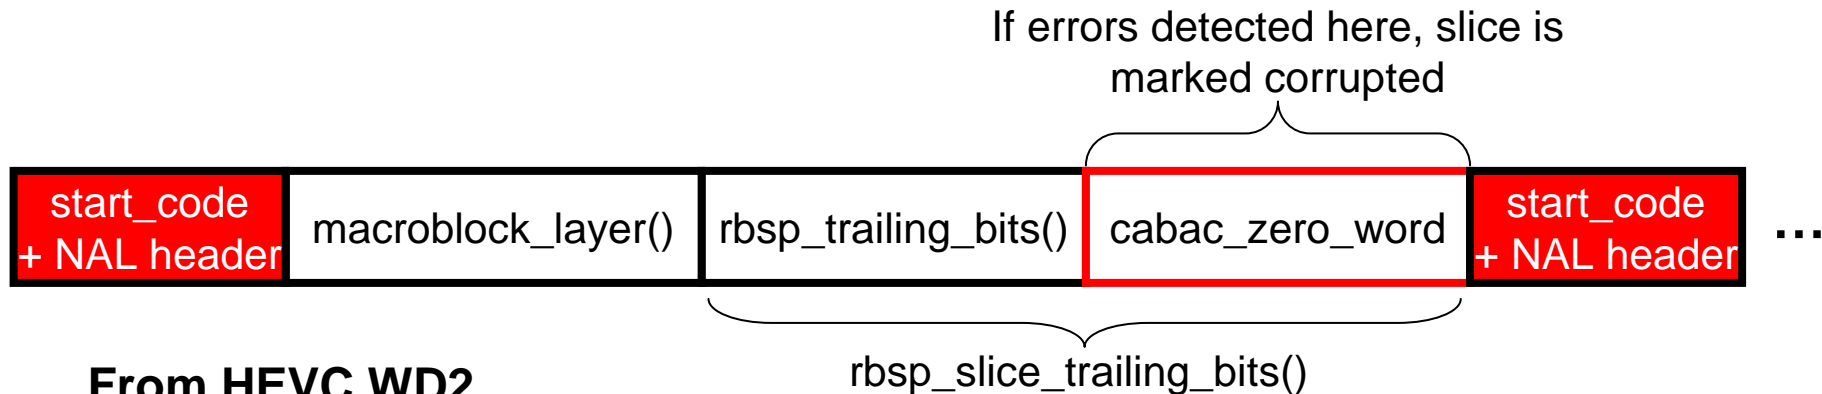 If errors detected here, slice is
marked corrupted
start_code
+ NAL header
macroblock_layer()
rbsp_trailing_bits()
cabac_zero_word
start_code
+ NAL header
...
rbsp_slice_trailing_bits()
From HEVC WD2